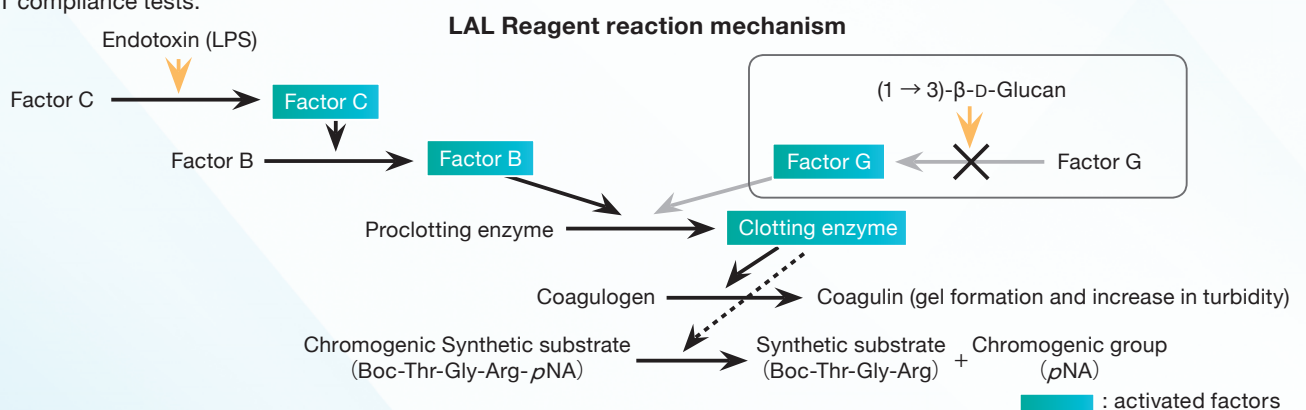 compliance tests.
LAL Reagent reaction mechanism
Endotoxin (LPS)
Factor C
Factor C
(1 → 3)-β-D-Glucan
Factor B
Factor B
Factor G
Factor G
Proclotting enzyme
Clotting enzyme
Coagulogen
Coagulin (gel formation and increase in turbidity)
Chromogenic Synthetic substrate
(Boc-Thr-Gly-Arg-pNA)
Synthetic substrate
(Boc-Thr-Gly-Arg)
+
Chromogenic group
(pNA)
: activated factors